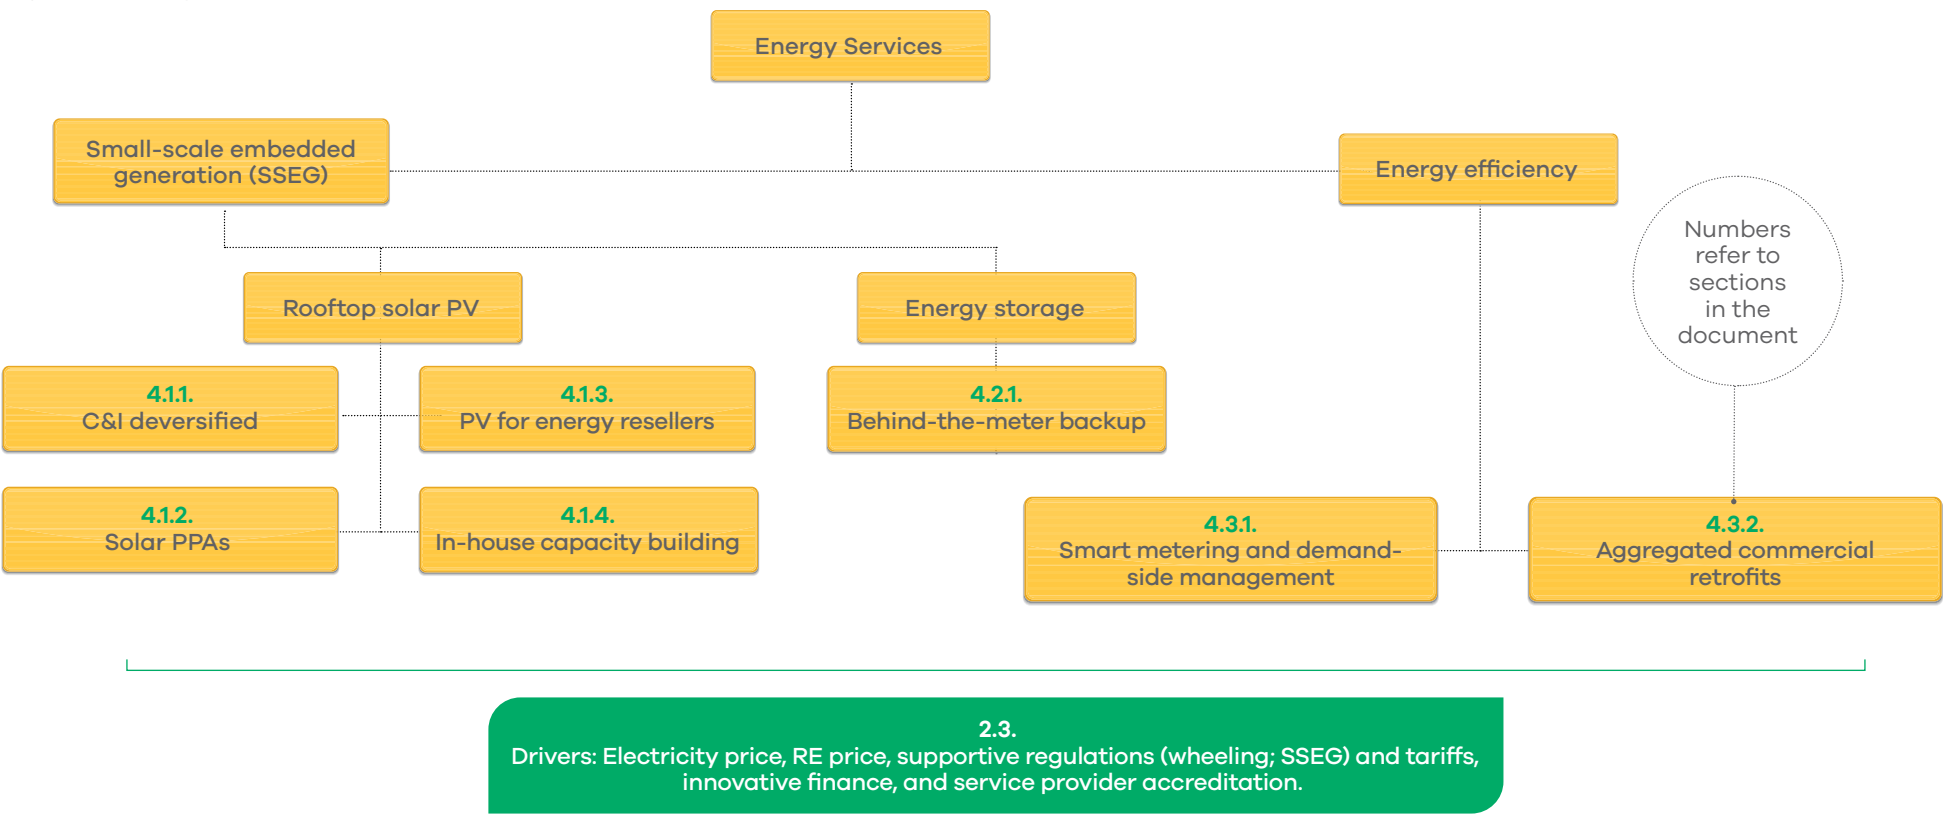 Energy Services
Small-scale embedded
generation (SSEG)
Energy efficiency
Numbers
refer to
sections
in the
document
Rooftop solar PV
Energy storage
4.1.1.
C&I deversified
4.1.3.
PV for energy resellers
4.2.1.
Behind-the-meter backup
4.1.2.
Solar PPAs
4.1.4.
In-house capacity building
4.3.1.
Smart metering and demand-
side management
4.3.2.
Aggregated commercial
retrofits
2.3.
Drivers: Electricity price, RE price, supportive regulations (wheeling; SSEG) and tariffs,
innovative finance, and service provider accreditation.